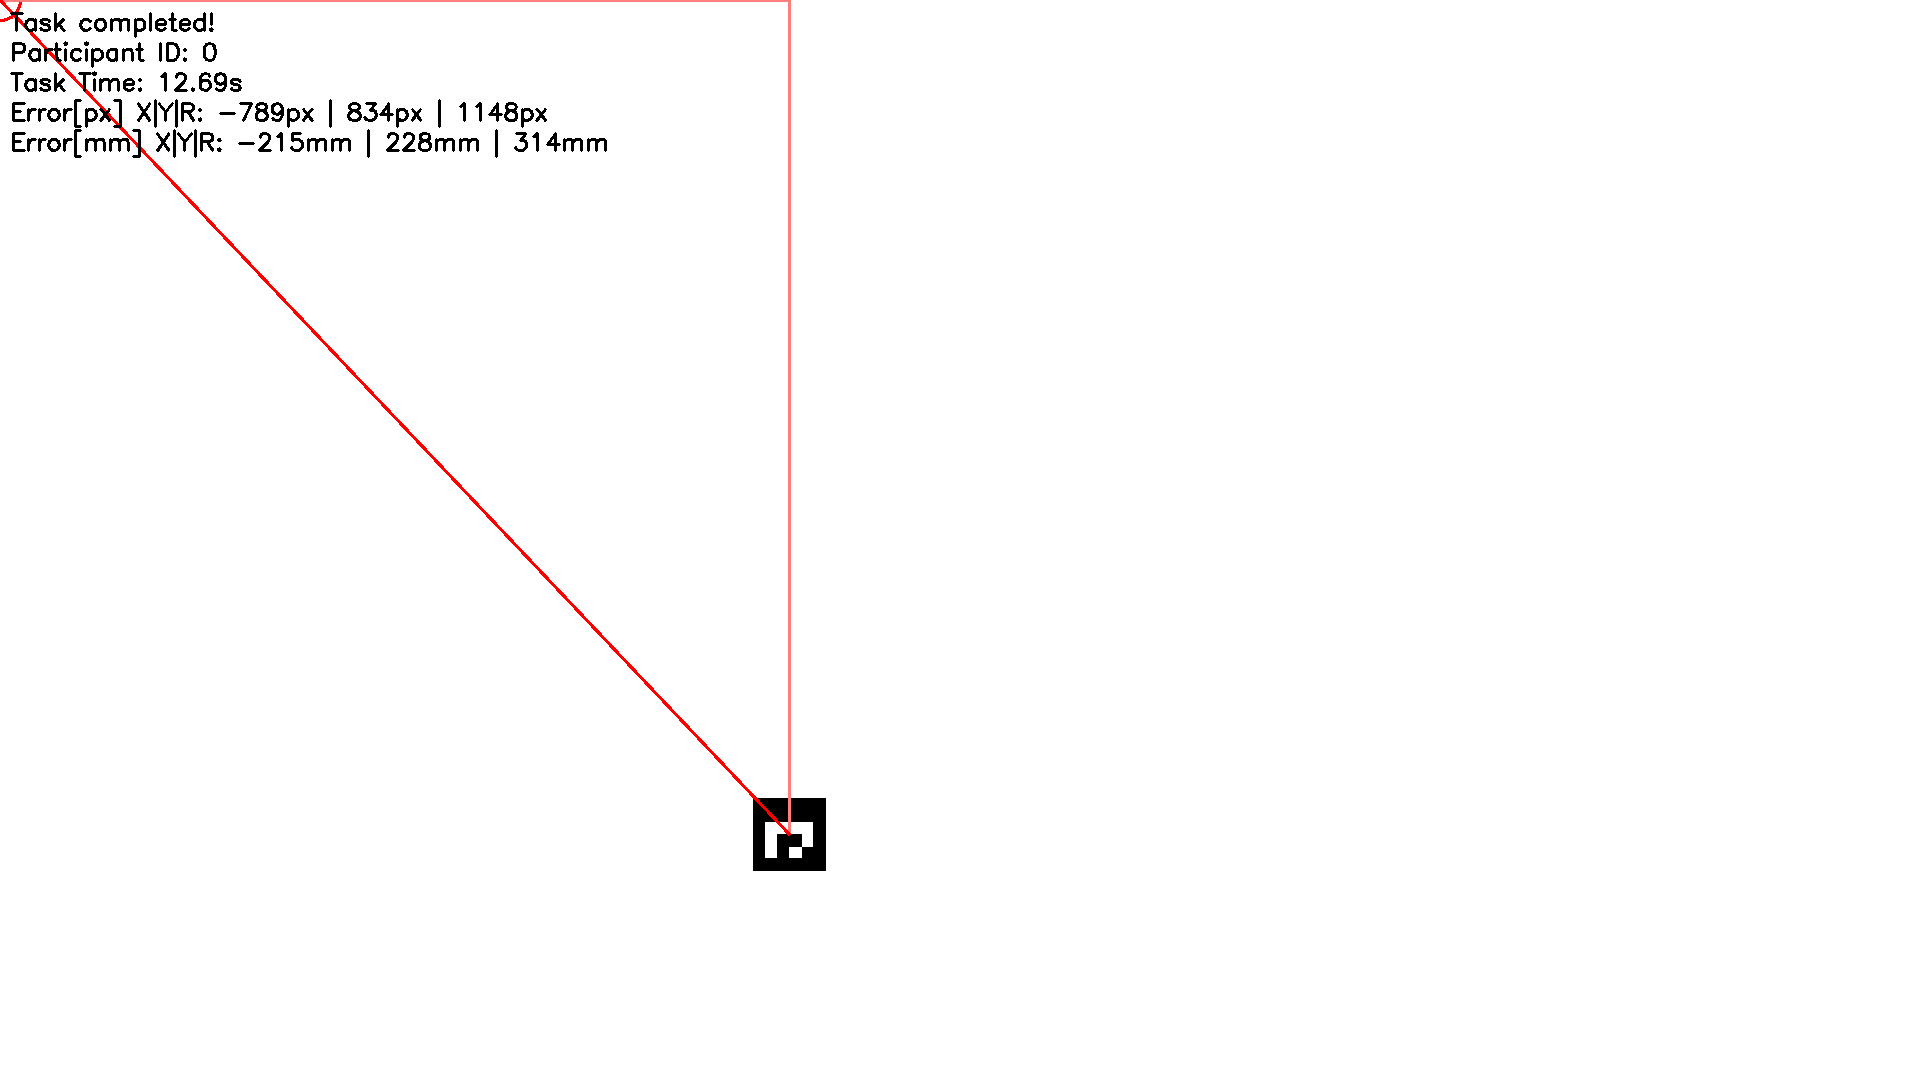 Task completed!
Participant ID: 0
Task Time: 12.69s
Error[px] X|Y|R: -789px | 834px | 1148px
Error[mm] X|Y|R: -215mm | 228mm | 314mm